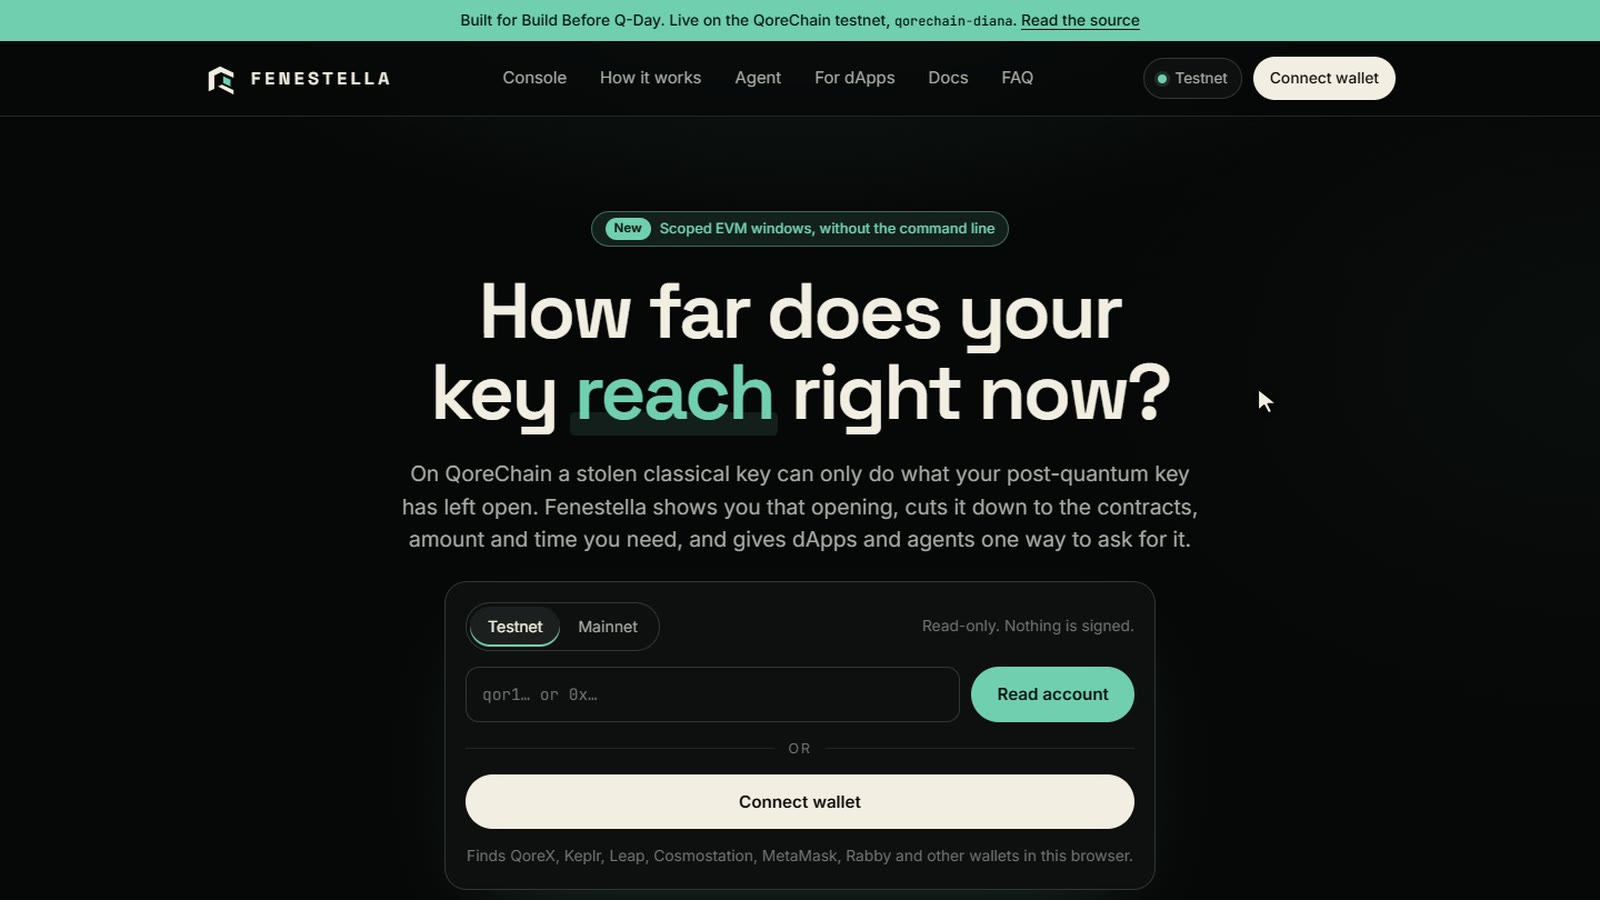 Built for Build Before Q-Day. Live on the QoreChain testnet, qorechain-diana. Read the source
FENESTELLA
Console
How it works
Agent
For dApps
Docs
FAQ
Testnet
Connect wallet
New Scoped EVM windows, without the command line
How far does your
key reach right now?
On QoreChain a stolen classical key can only do what your post-quantum key
has left open. Fenestella shows you that opening, cuts it down to the contracts,
amount and time you need, and gives dApps and agents one way to ask for it.
Testnet
Mainnet
Read-only. Nothing is signed.
qor1… or 0x…
Read account
OR
Connect wallet
Finds QoreX, Keplr, Leap, Cosmostation, MetaMask, Rabby and other wallets in this browser.